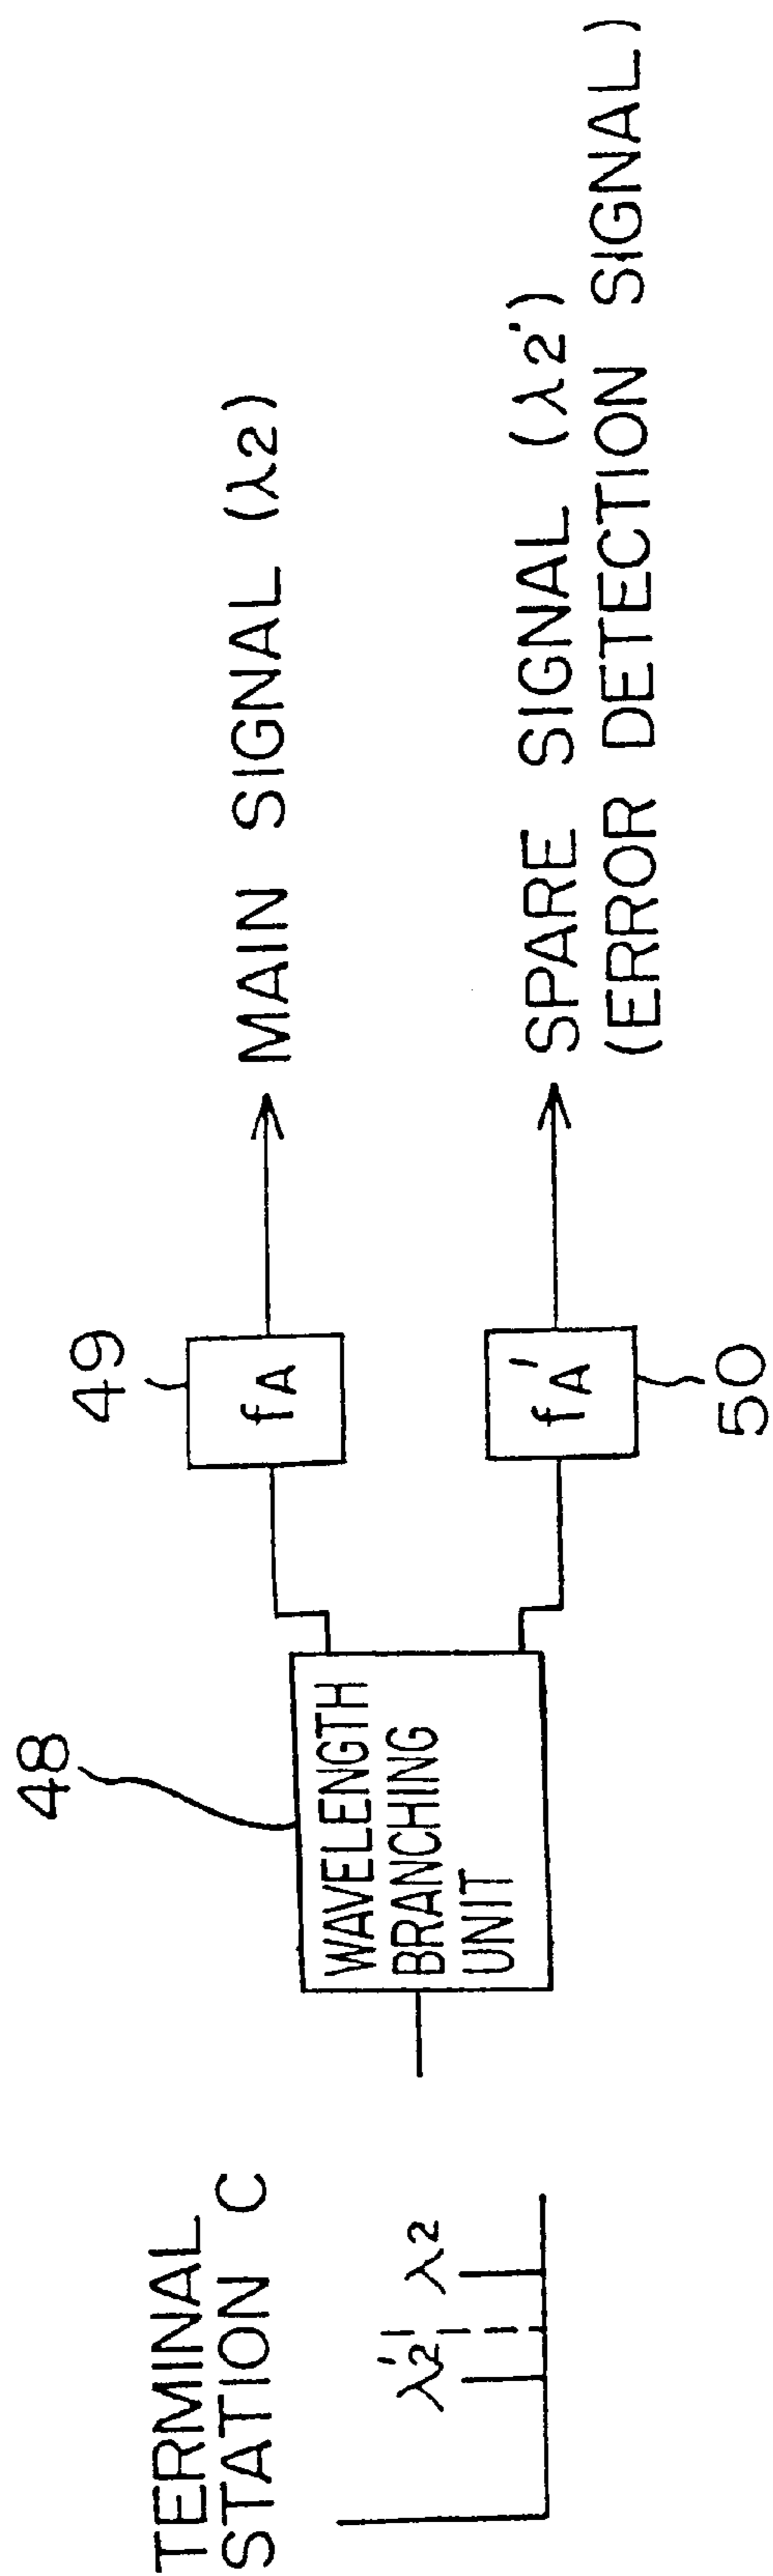 TERMINAL
STATION C
λ2'
λ2
48
WAVELENGTH
BRANCHING
UNIT
49
fA
MAIN SIGNAL (λ2)
fA'
50
SPARE SIGNAL (λ2')
(ERROR DETECTION SIGNAL)